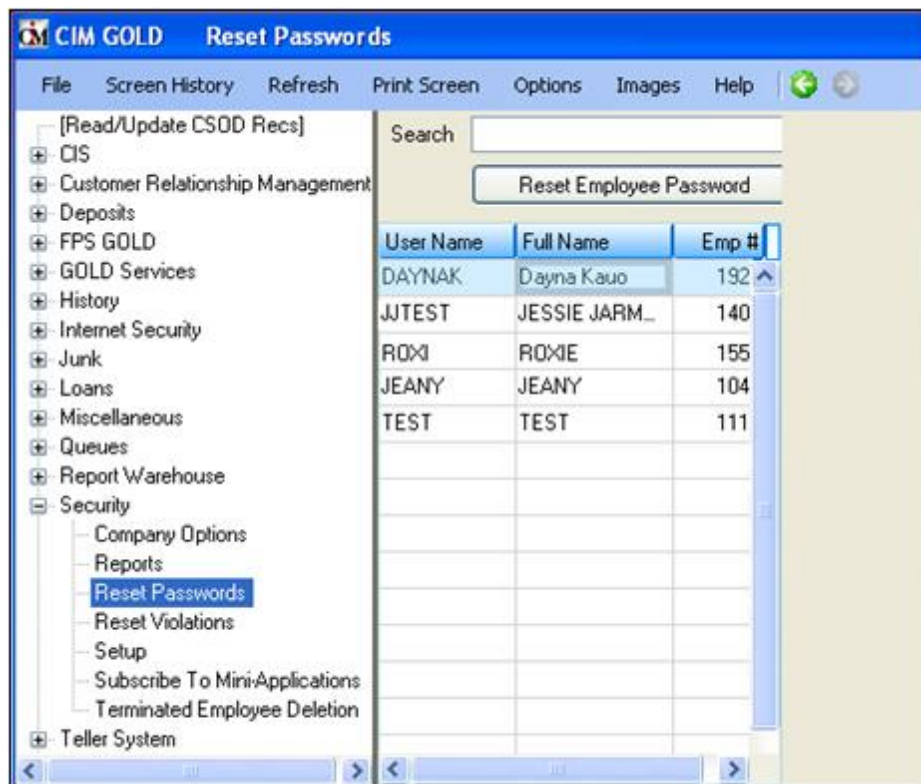 CIM GOLD Reset Passwords
File Screen History Refresh Print Screen Options Images Help
[Read/Update CSOD Recs]
CIS
Customer Relationship Management
Deposits
FPS GOLD
GOLD Services
History
Internet Security
Junk
Loans
Miscellaneous
Queues
Report Warehouse
Security
Company Options
Reports
Reset Passwords
Reset Violations
Setup
Subscribe To Mini-Applications
Terminated Employee Deletion
Teller System
Search
Reset Employee Password
User Name Full Name Emp #
DAYNAK Dayna Kauo 192
JJTEST JESSIE JARM... 140
ROXI ROXIE 155
JEANY JEANY 104
TEST TEST 111